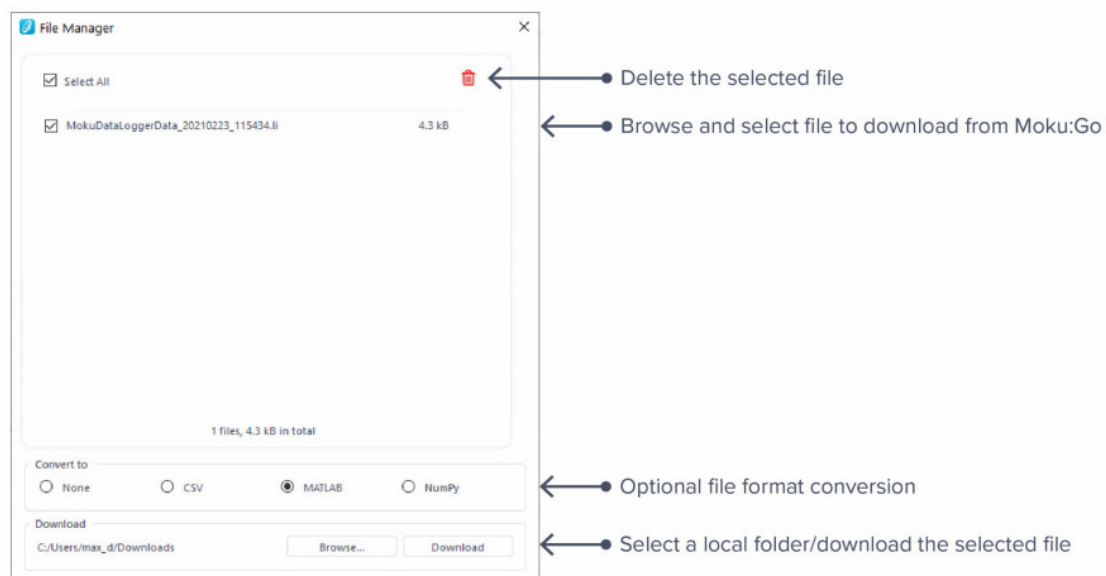 File Manager
Select All
Delete the selected file
MokuDataLoggerData_20210223_115434.li 4.3 kB
Browse and select file to download from Moku:Go
1 files, 4.3 kB in total
Convert to
None CSV MATLAB NumPy
Optional file format conversion
Download
C:/Users/max_d/Downloads Browse... Download
Select a local folder/download the selected file